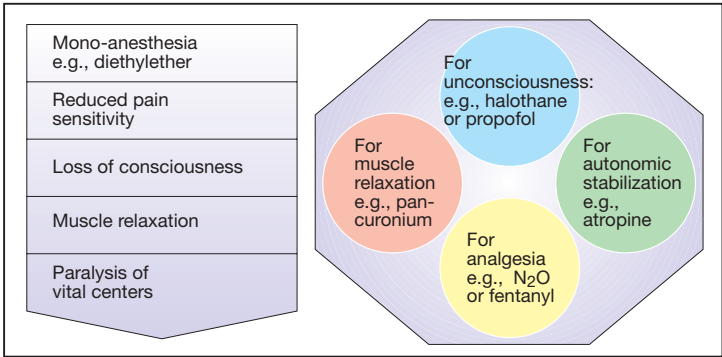 Mono-anesthesia
e.g., diethylether
Reduced pain
sensitivity
Loss of consciousness
Muscle relaxation
Paralysis of
vital centers
For
unconsciousness:
e.g., halothane
or propofol
For
muscle
relaxation
e.g., pan-
curonium
For
autonomic
stabilization
e.g.,
atropine
For
analgesia
e.g., N₂O
or fentanyl